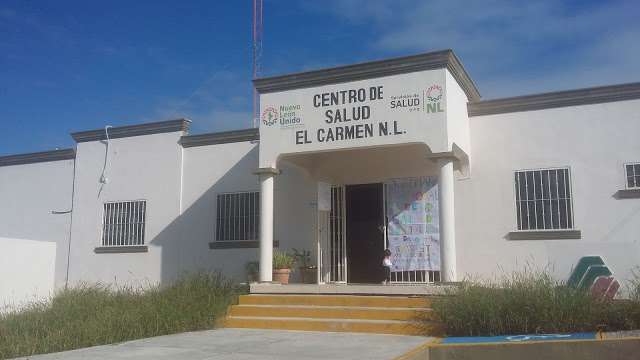 CENTRO DE
SALUD
EL CARMEN N.L.
Nuevo
León
Unido
SALUD
NL